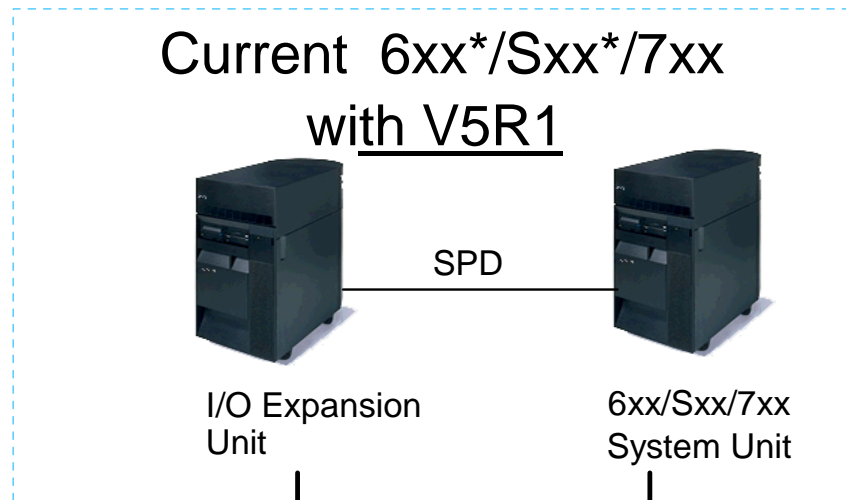 Current 6xx*/Sxx*/7xx
with V5R1
SPD
I/O Expansion
Unit
6xx/Sxx/7xx
System Unit